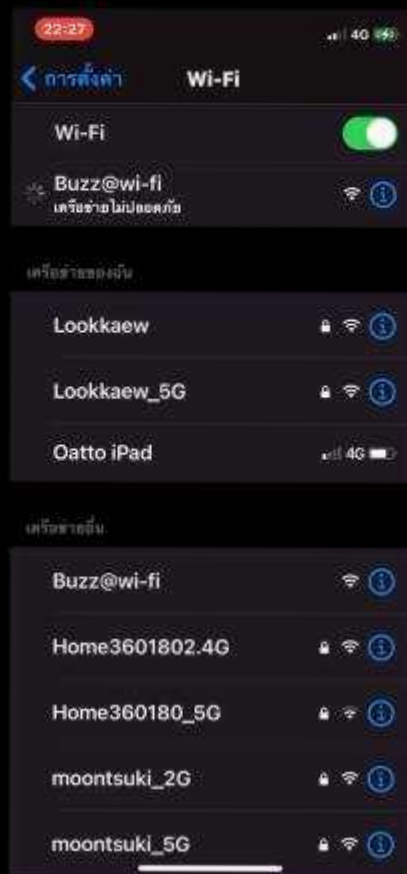 22:27
4G
การตั้งค่า
Wi-Fi
Wi-Fi
Buzz@wi-fi
เครือข่ายไม่ปลอดภัย
เครือข่ายของฉัน
Lookkaew
Lookkaew_5G
Oatto iPad
4G
เครือข่ายอื่น
Buzz@wi-fi
Home3601802.4G
Home360180_5G
moontsuki_2G
moontsuki_5G